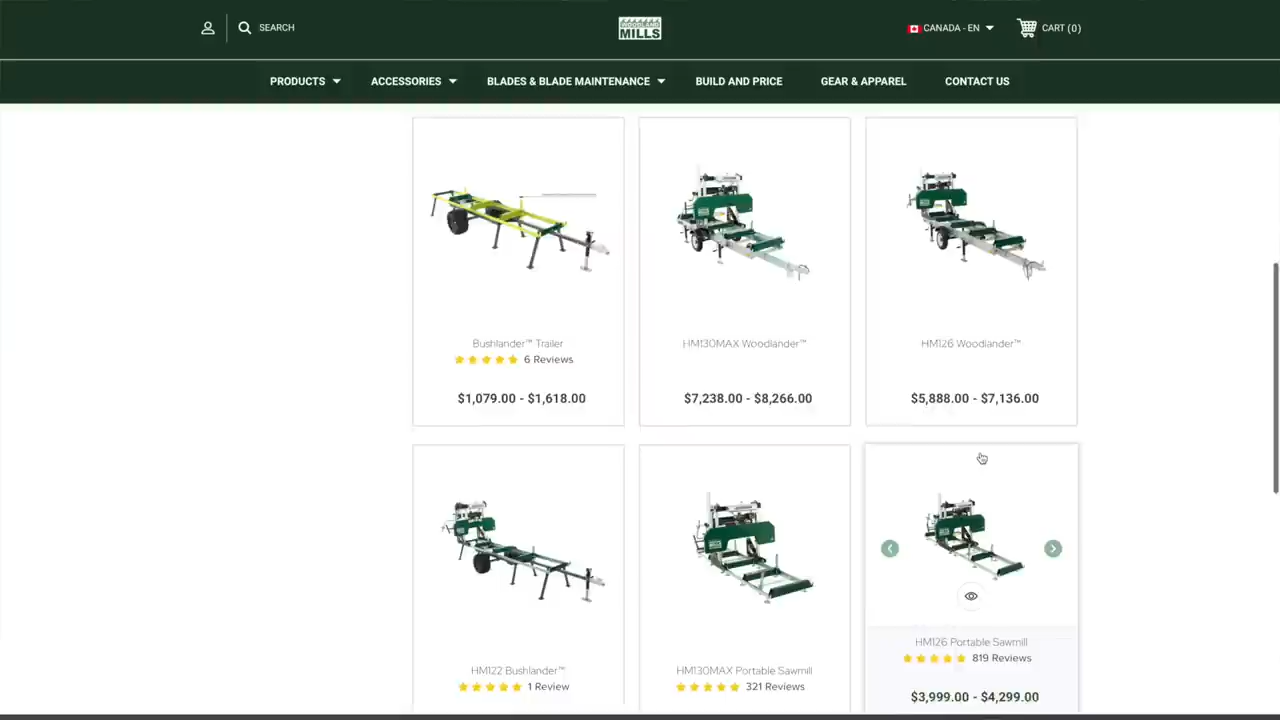 SEARCH
WOODLAND
MILLS
CANADA - EN
CART (0)
PRODUCTS
ACCESSORIES
BLADES & BLADE MAINTENANCE
BUILD AND PRICE
GEAR & APPAREL
CONTACT US
Bushlander™ Trailer
6 Reviews
$1,079.00 - $1,618.00
HM130MAX Woodlander™
$7,238.00 - $8,266.00
HM126 Woodlander™
$5,888.00 - $7,136.00
HM122 Bushlander™
1 Review
HM130MAX Portable Sawmill
321 Reviews
HM126 Portable Sawmill
819 Reviews
$3,999.00 - $4,299.00